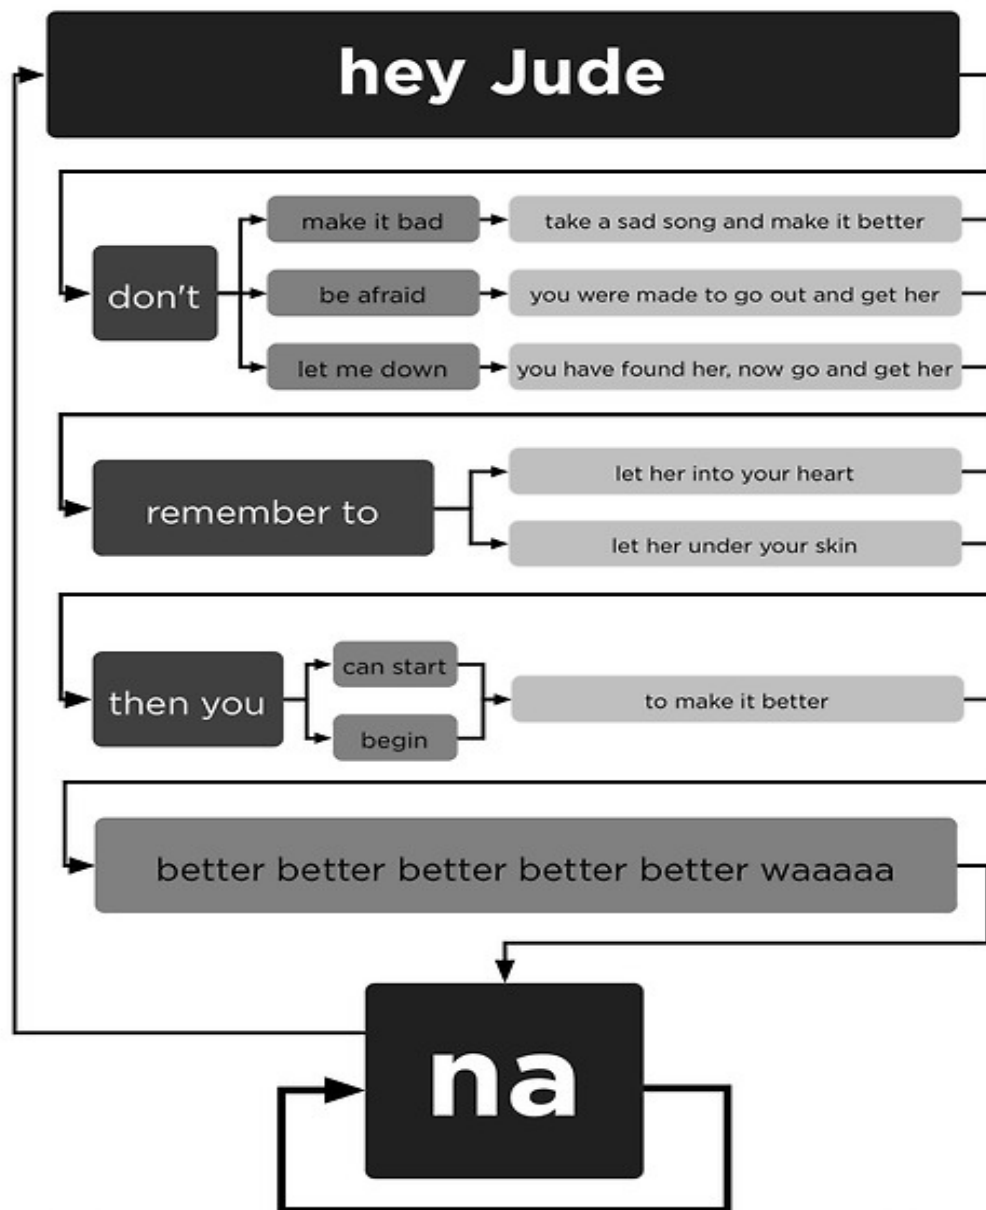 hey Jude
don't
make it bad
take a sad song and make it better
be afraid
you were made to go out and get her
let me down
you have found her, now go and get her
remember to
let her into your heart
let her under your skin
then you
can start
begin
to make it better
better better better better better waaaaa
na